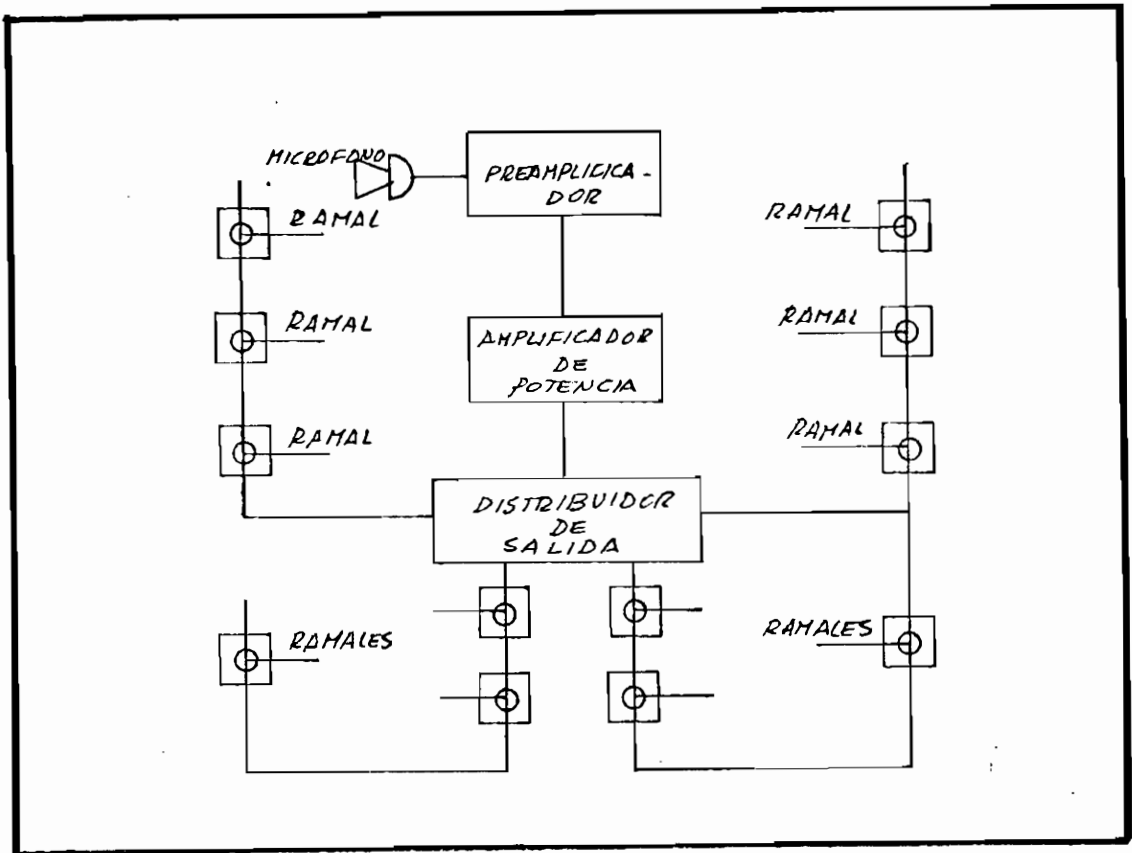 MICROFONO
PREAMPLIFICA-
DOR
RAMAL
RAMAL
RAMAL
RAMAL
AMPLIFICADOR
DE
POTENCIA
RAMAL
RAMAL
DISTRIBUIDOR
DE
SALIDA
RAMALES
RAMALES